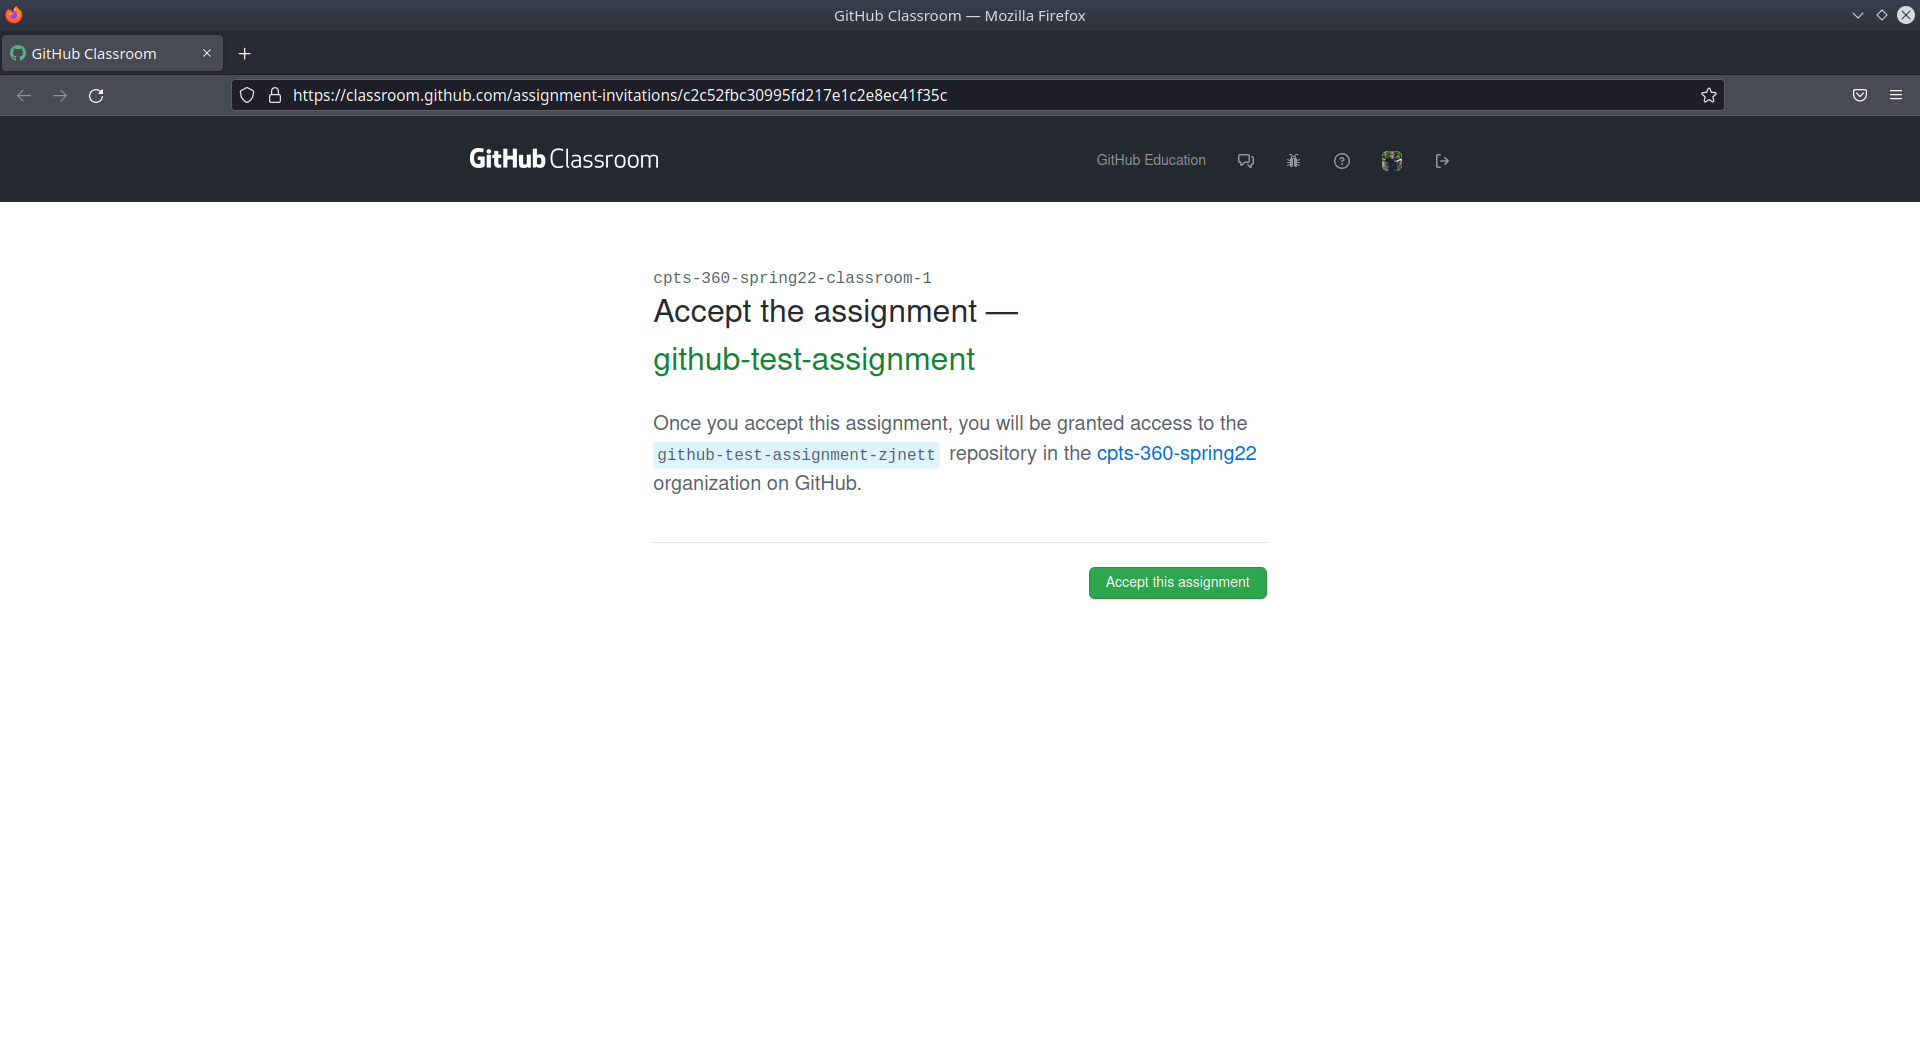 GitHub Classroom — Mozilla Firefox
GitHub Classroom
https://classroom.github.com/assignment-invitations/c2c52fbc30995fd217e1c2e8ec41f35c
GitHub Classroom
GitHub Education
cpts-360-spring22-classroom-1
Accept the assignment —
github-test-assignment
Once you accept this assignment, you will be granted access to the
github-test-assignment-zjnett repository in the cpts-360-spring22
organization on GitHub.
Accept this assignment